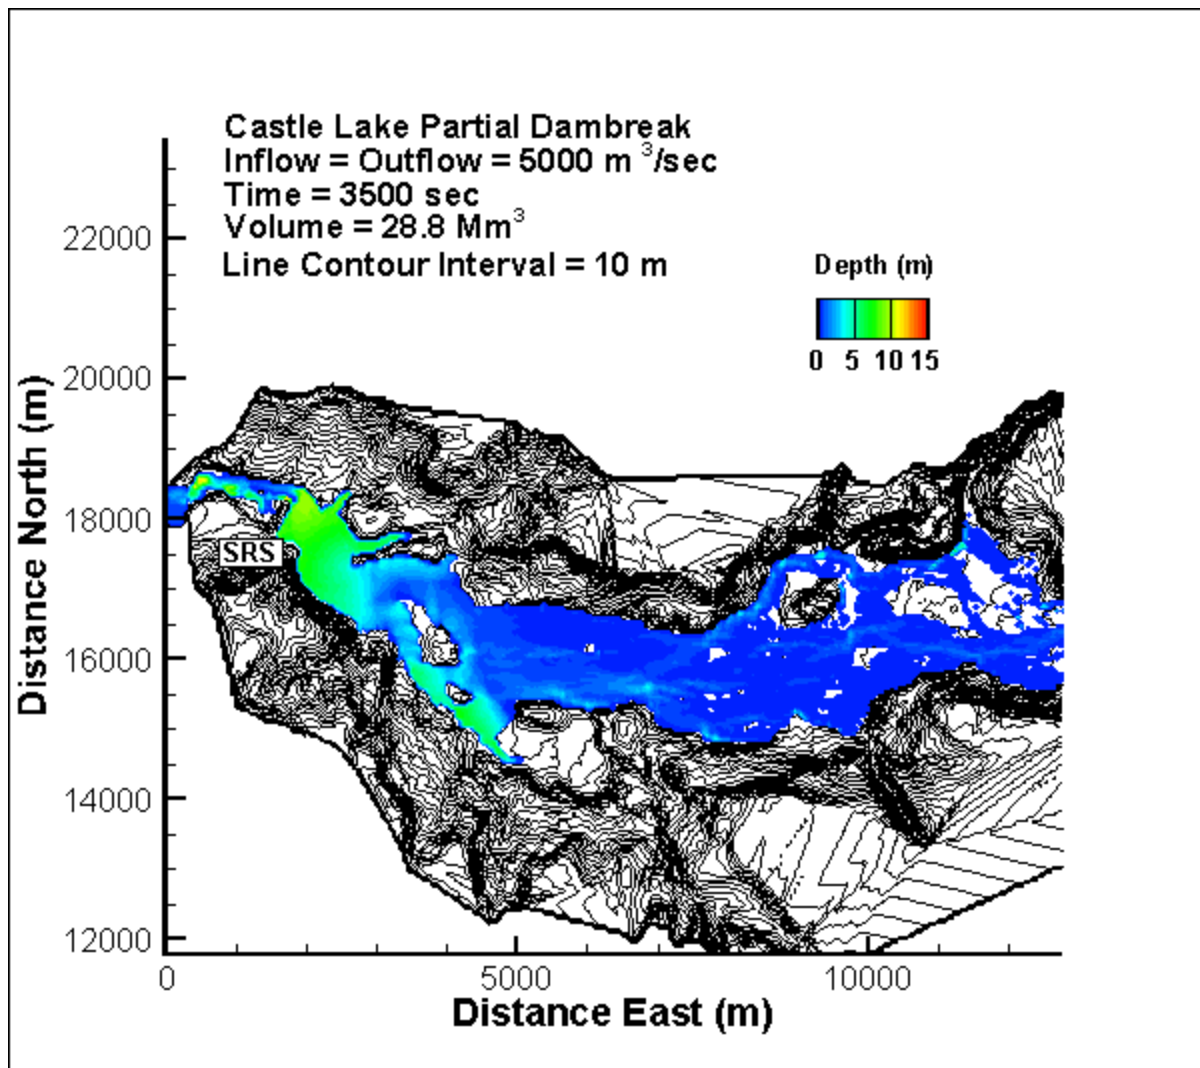 Castle Lake Partial Dambreak
Inflow = Outflow = 5000 m³/sec
Time = 3500 sec
Volume = 28.8 Mm³
Line Contour Interval = 10 m
Depth (m)
0 5 10 15
22000
20000
18000
16000
14000
12000
Distance North (m)
SRS
0 5000 10000
Distance East (m)